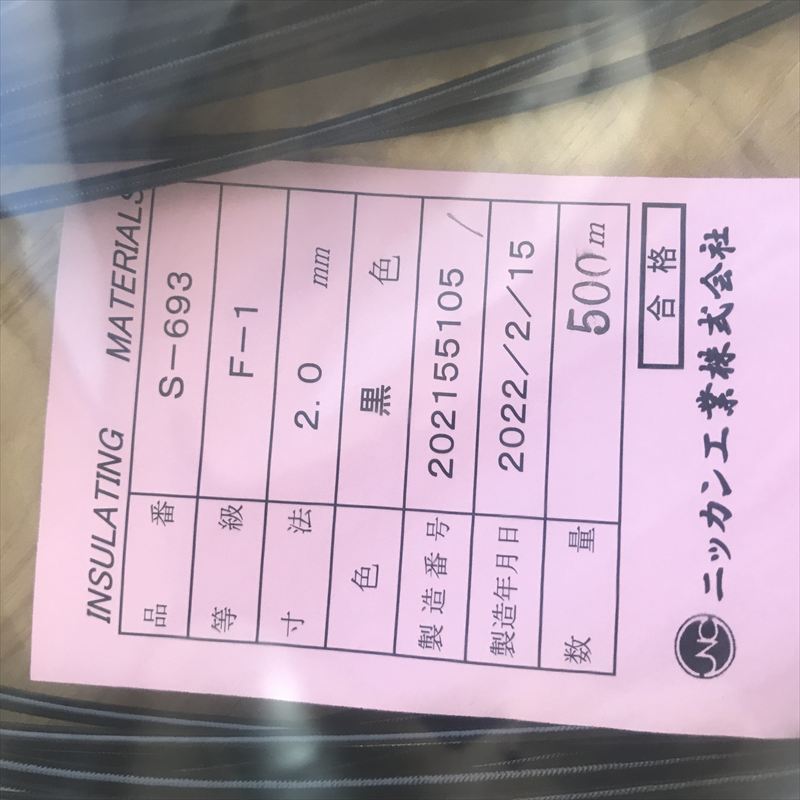 INSULATING MATERIALS
品番 S-693
等級 F-1
寸法 2.0 mm
色 黒色
製造番号 202155105 /
製造年月日 2022/2/15
数量 500m
合格
NC ニッカン工業株式会社